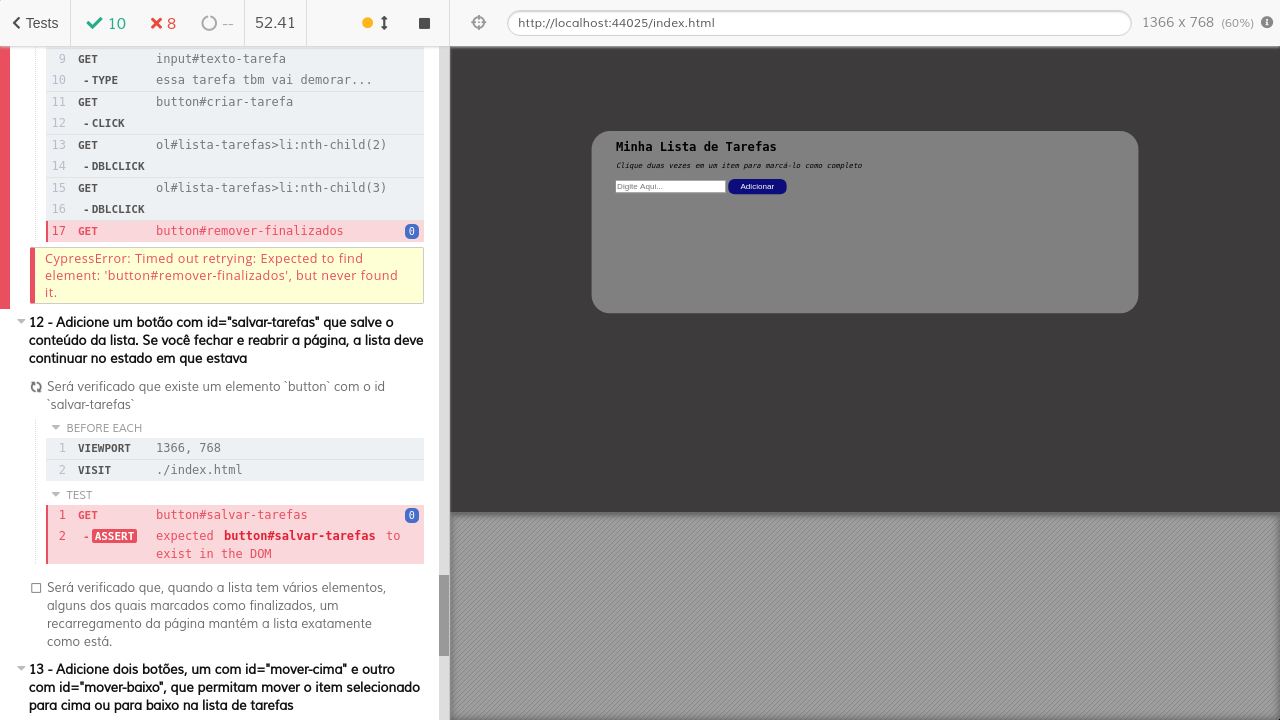 Tests 10 8 -- 52.41 http://localhost:44025/index.html 1366 x 768 (60%)
9 GET input#texto-tarefa
10 -TYPE essa tarefa tbm vai demorar...
11 GET button#criar-tarefa
12 -CLICK
13 GET ol#lista-tarefas>li:nth-child(2)
14 -DBLCLICK
15 GET ol#lista-tarefas>li:nth-child(3)
16 -DBLCLICK
17 GET button#remover-finalizados 0
CypressError: Timed out retrying: Expected to find
element: 'button#remover-finalizados', but never found
it.
12 - Adicione um botão com id="salvar-tarefas" que salve o
conteúdo da lista. Se você fechar e reabrir a página, a lista deve
continuar no estado em que estava
Será verificado que existe um elemento `button` com o id
`salvar-tarefas`
BEFORE EACH
1 VIEWPORT 1366, 768
2 VISIT ./index.html
TEST
1 GET button#salvar-tarefas 0
2 -ASSERT expected button#salvar-tarefas to
exist in the DOM
Será verificado que, quando a lista tem vários elementos,
alguns dos quais marcados como finalizados, um
recarregamento da página mantém a lista exatamente
como está.
13 - Adicione dois botões, um com id="mover-cima" e outro
com id="mover-baixo", que permitam mover o item selecionado
para cima ou para baixo na lista de tarefas
Minha Lista de Tarefas
Clique duas vezes em um item para marcá-lo como completo
Digite Aqui... Adicionar